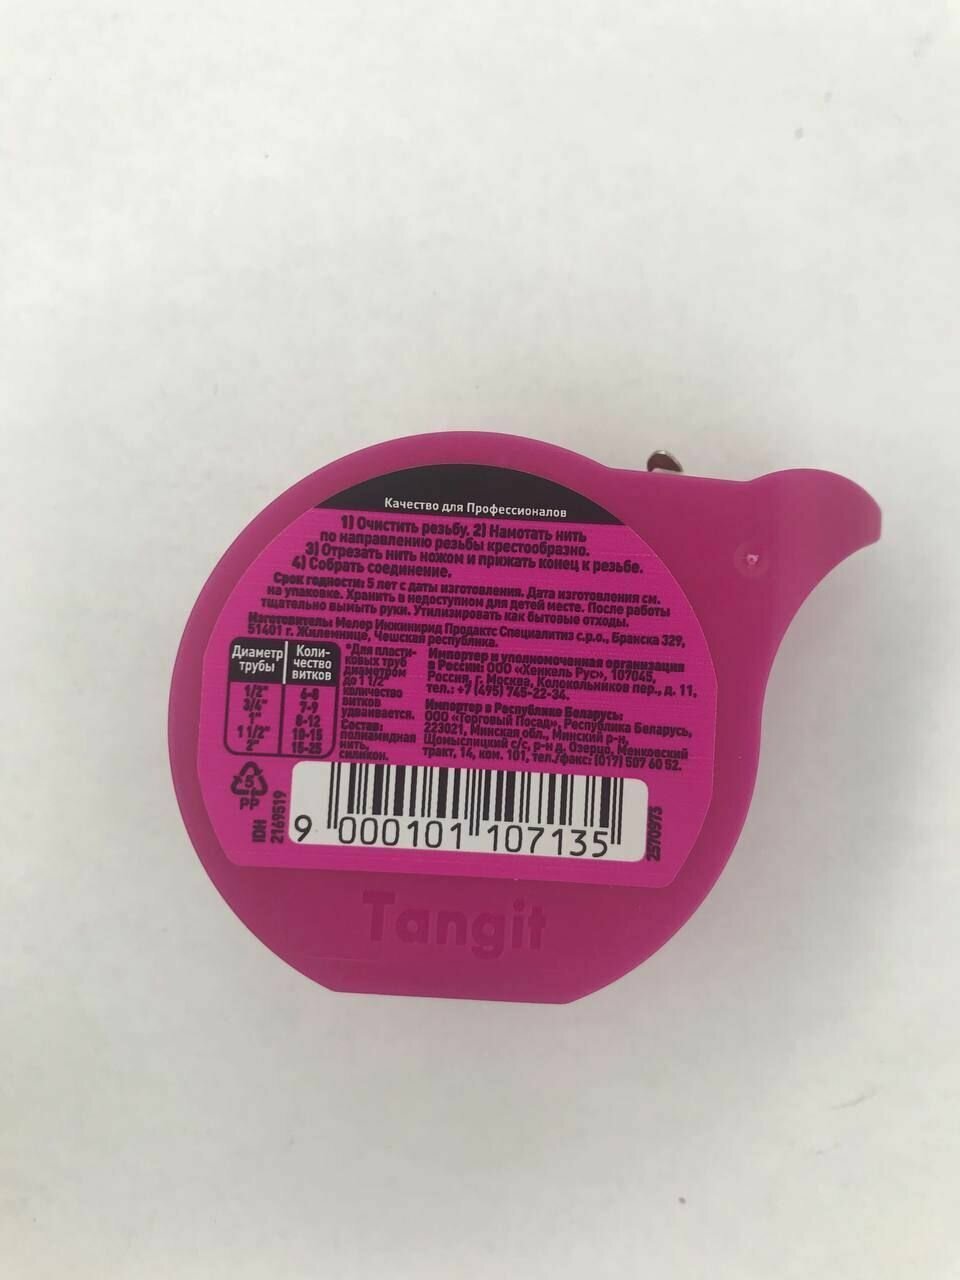 Качество для Профессионалов
1) Очистить резьбу. 2) Намотать нить
по направлению резьбы крестообразно.
3) Отрезать нить ножом и прижать конец к резьбе.
4) Собрать соединение.
Срок годности: 5 лет с даты изготовления. Дата изготовления см.
на упаковке. Хранить в недоступном для детей месте. После работы
тщательно вымыть руки. Утилизировать как бытовые отходы.
Изготовитель: Мелер Инжиниринд Продактс Специалитиз с.р.о., Бранска 329,
51401 г. Жилемнице, Чешская республика.
Диаметр трубы Коли-чество витков
1/2" 6-8
3/4" 7-9
1" 8-12
1 1/2" 10-15
2" 15-25
*Для пласти-
ковых труб
диаметром
до 1 1/2"
количество
витков
удваивается.
Состав:
полиамидная
нить,
силикон.
Импортер и уполномоченная организация
в России: ООО «Хенкель Рус», 107045,
Россия, г. Москва, Колокольников пер., д. 11,
тел.: +7 (495) 745-22-34.
Импортер в Республике Беларусь:
ООО «Торговый Посад», Республика Беларусь,
223021, Минская обл., Минский р-н,
Щомыслицкий с/с, р-н д. Озерцо, Менковский
тракт, 14, ком. 101, тел./факс: (017) 507 60 52.
5
PP
IDH
2169519
9 000101 107135
2570973
Tangit